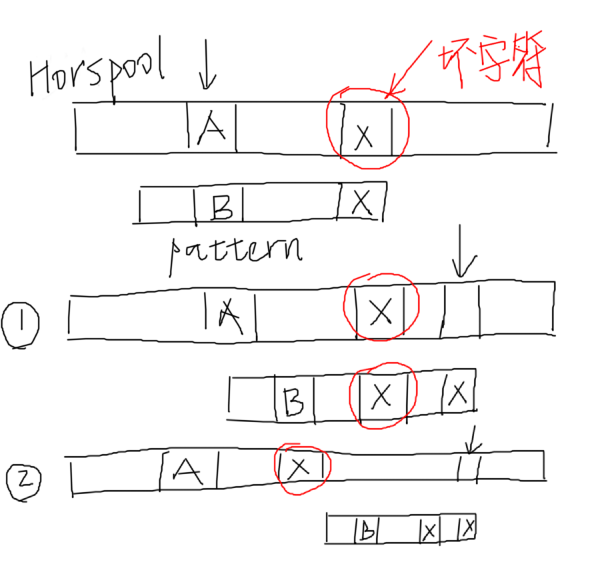 Horspool 坏字符
A X
B X
pattern
① A X
B X X
② A X
B X X